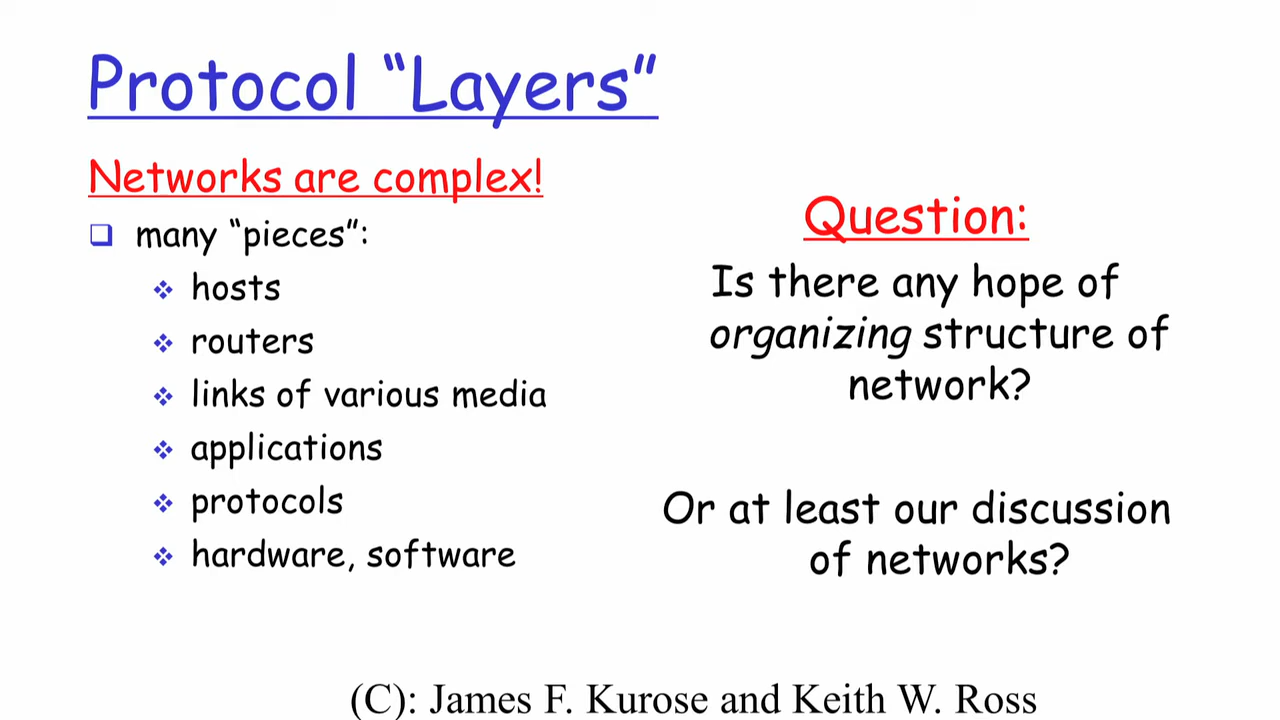 Protocol “Layers”
Networks are complex!
many “pieces”:
hosts
routers
links of various media
applications
protocols
hardware, software
Question:
Is there any hope of
organizing structure of
network?
Or at least our discussion
of networks?
(C): James F. Kurose and Keith W. Ross